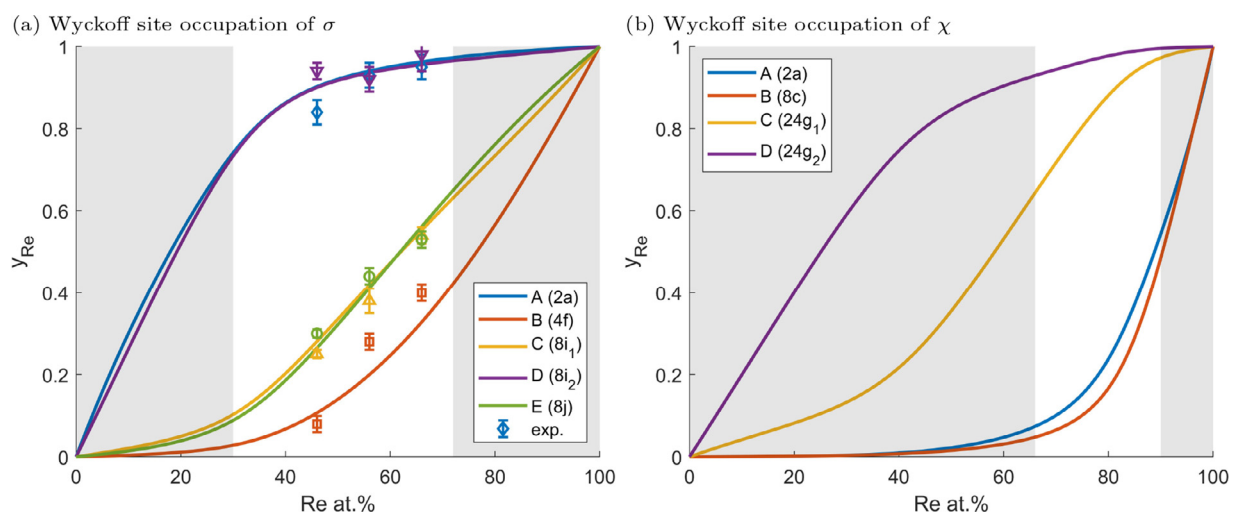 (a) Wyckoff site occupation of σ
1
0.8
0.6
0.4
0.2
0
y_Re
0 20 40 60 80 100
Re at.%
A (2a)
B (4f)
C (8i_1)
D (8i_2)
E (8j)
exp.
(b) Wyckoff site occupation of χ
1
0.8
0.6
0.4
0.2
0
y_Re
0 20 40 60 80 100
Re at.%
A (2a)
B (8c)
C (24g_1)
D (24g_2)